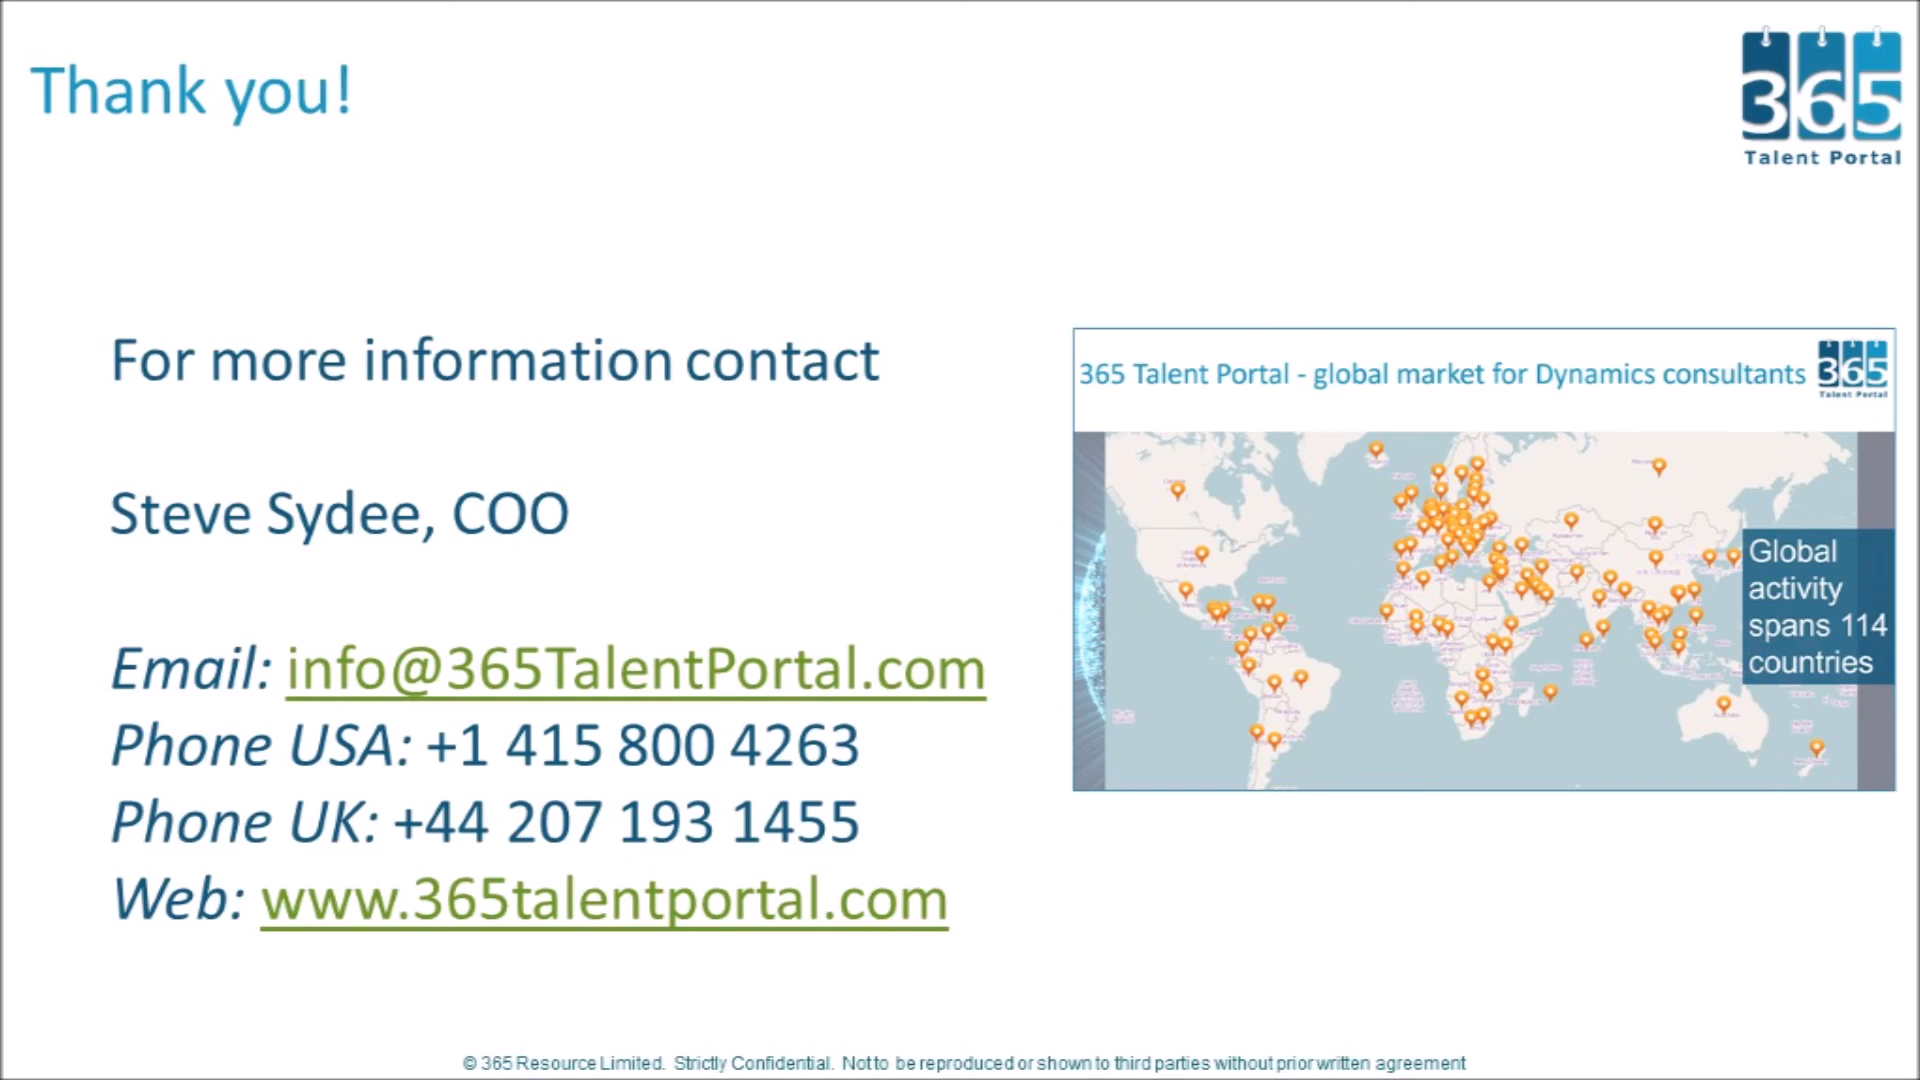 Thank you!
365
Talent Portal
For more information contact
Steve Sydee, COO
Email: info@365TalentPortal.com
Phone USA: +1 415 800 4263
Phone UK: +44 207 193 1455
Web: www.365talentportal.com
365 Talent Portal - global market for Dynamics consultants
365
Talent Portal
Global
activity
spans 114
countries
© 365 Resource Limited. Strictly Confidential. Not to be reproduced or shown to third parties without prior written agreement